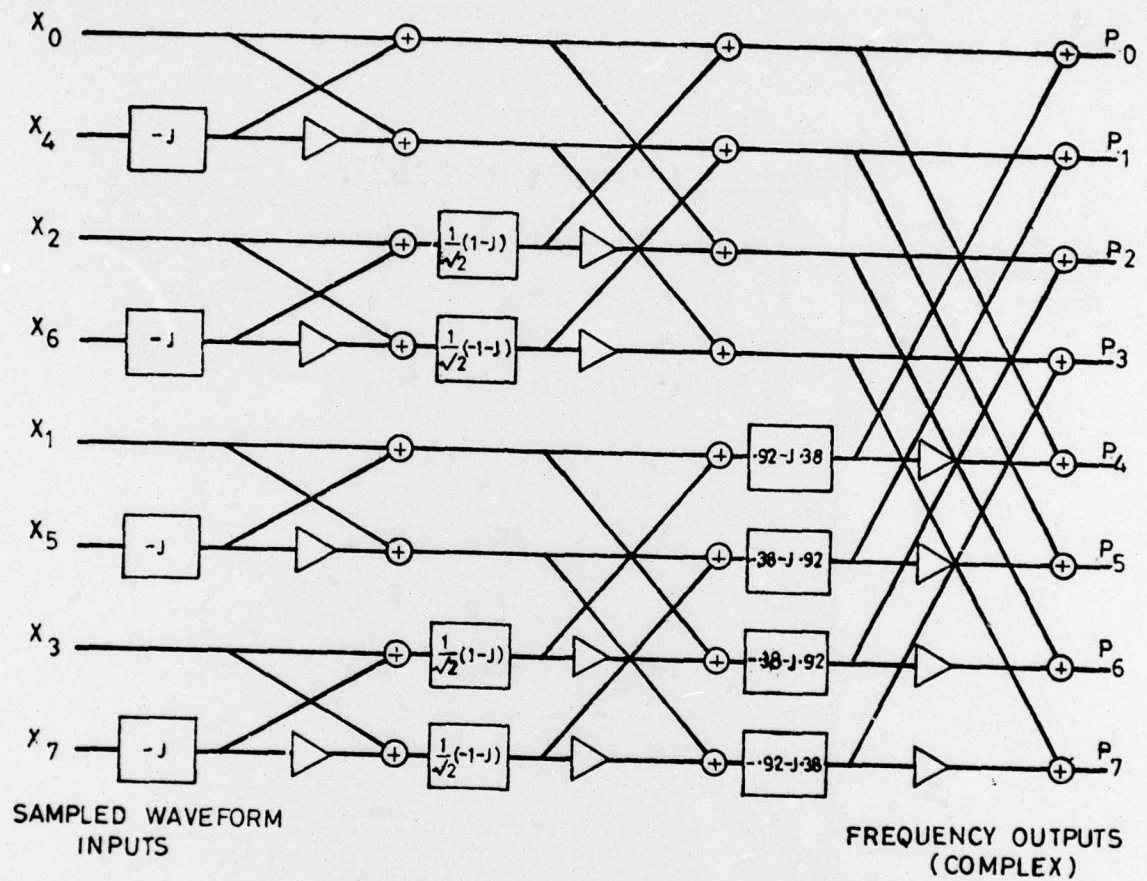 X0
P0
X4
-J
P1
X2
1/√2 (1-J)
P2
X6
-J
1/√2 (-1-J)
P3
X1
.92-J.38
P4
X5
-J
.38-J.92
P5
X3
1/√2 (1-J)
-.38-J.92
P6
X7
-J
1/√2 (-1-J)
-.92-J.38
P7
SAMPLED WAVEFORM
INPUTS
FREQUENCY OUTPUTS
(COMPLEX)